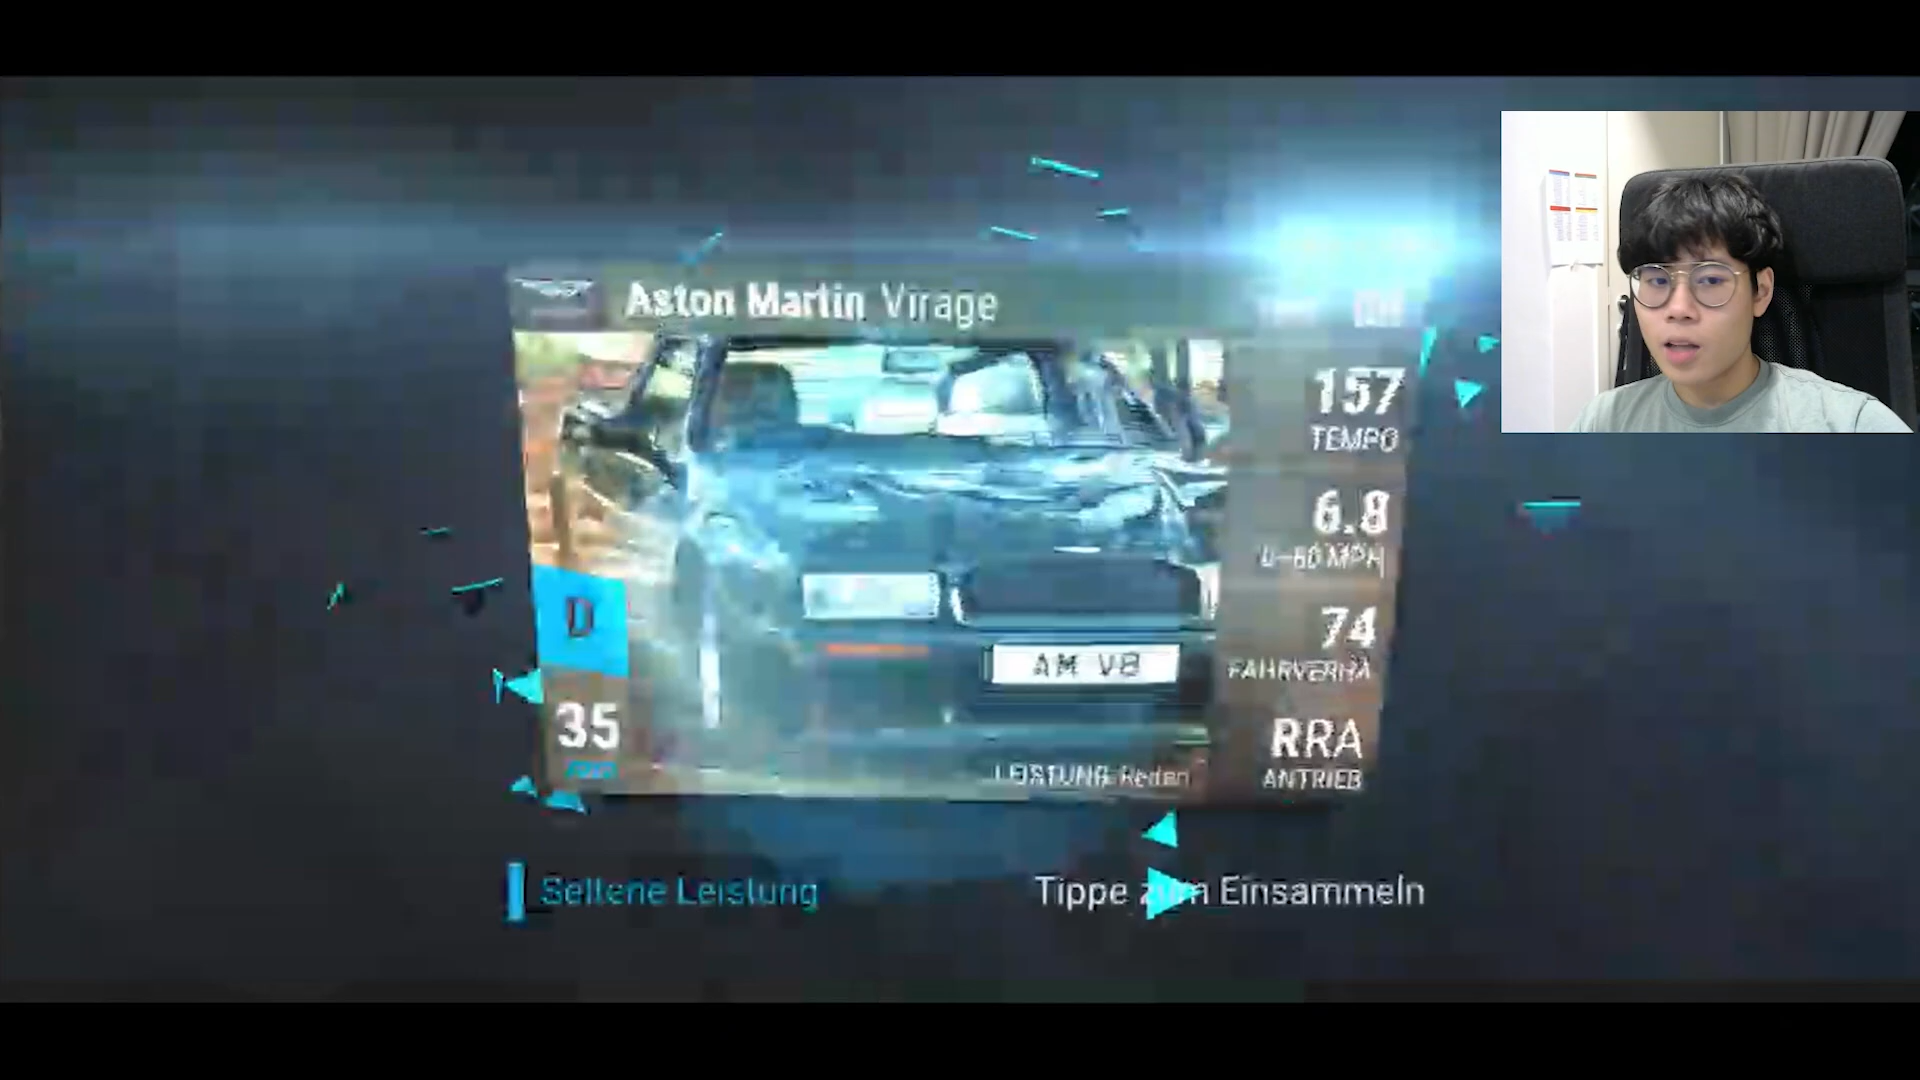 Aston Martin Virage
157
TEMPO
6.8
0-60 MPH
74
FAHRVERHA
D
AM V8
35
RRA
ANTRIEB
LEISTUNG
Seltene Leistung
Tippe zum Einsammeln